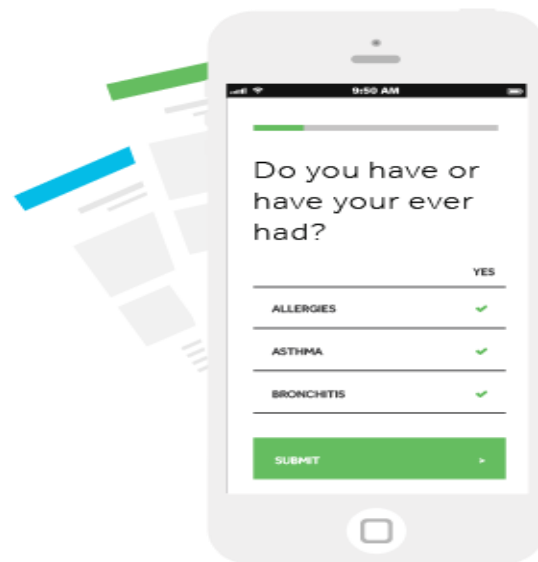 9:50 AM
Do you have or
have your ever
had?
YES
ALLERGIES
ASTHMA
BRONCHITIS
SUBMIT >